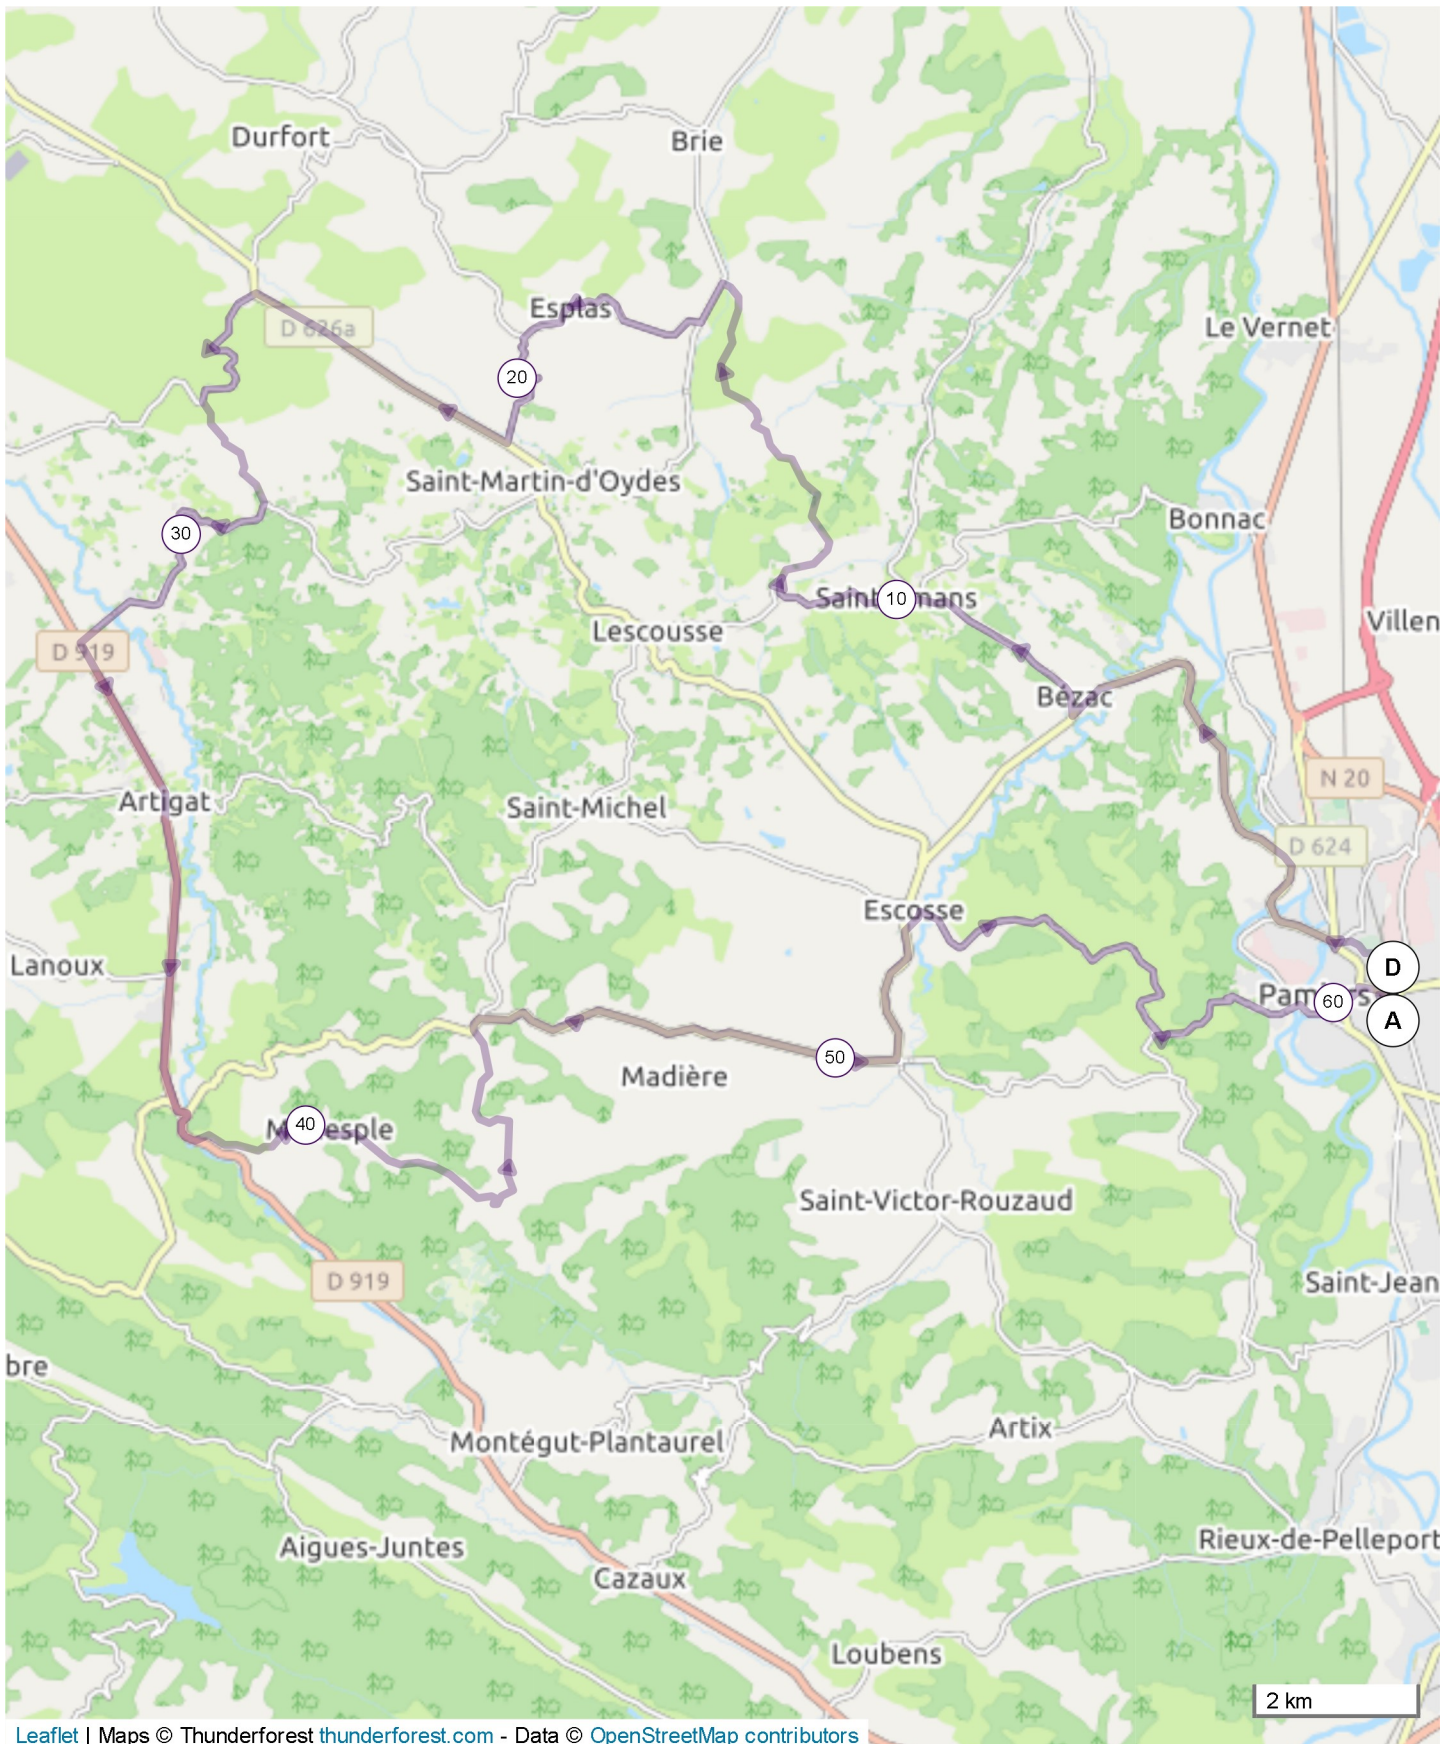 Durfort
Brie
Esplas
D 626a
Le Vernet
20
Saint-Martin-d'Oydes
Bonnac
30
10
Lescousse
Villen
D 919
Bézac
N 20
Artigat
Saint-Michel
D 624
Escosse
Lanoux
D
60
A
50
Madière
40
Saint-Victor-Rouzaud
D 919
Saint-Jean
bre
Artix
Montégut-Plantaurel
Rieux-de-Pelleport
Aigues-Juntes
Cazaux
Loubens
2 km
Leaflet | Maps © Thunderforest thunderforest.com - Data © OpenStreetMap contributors